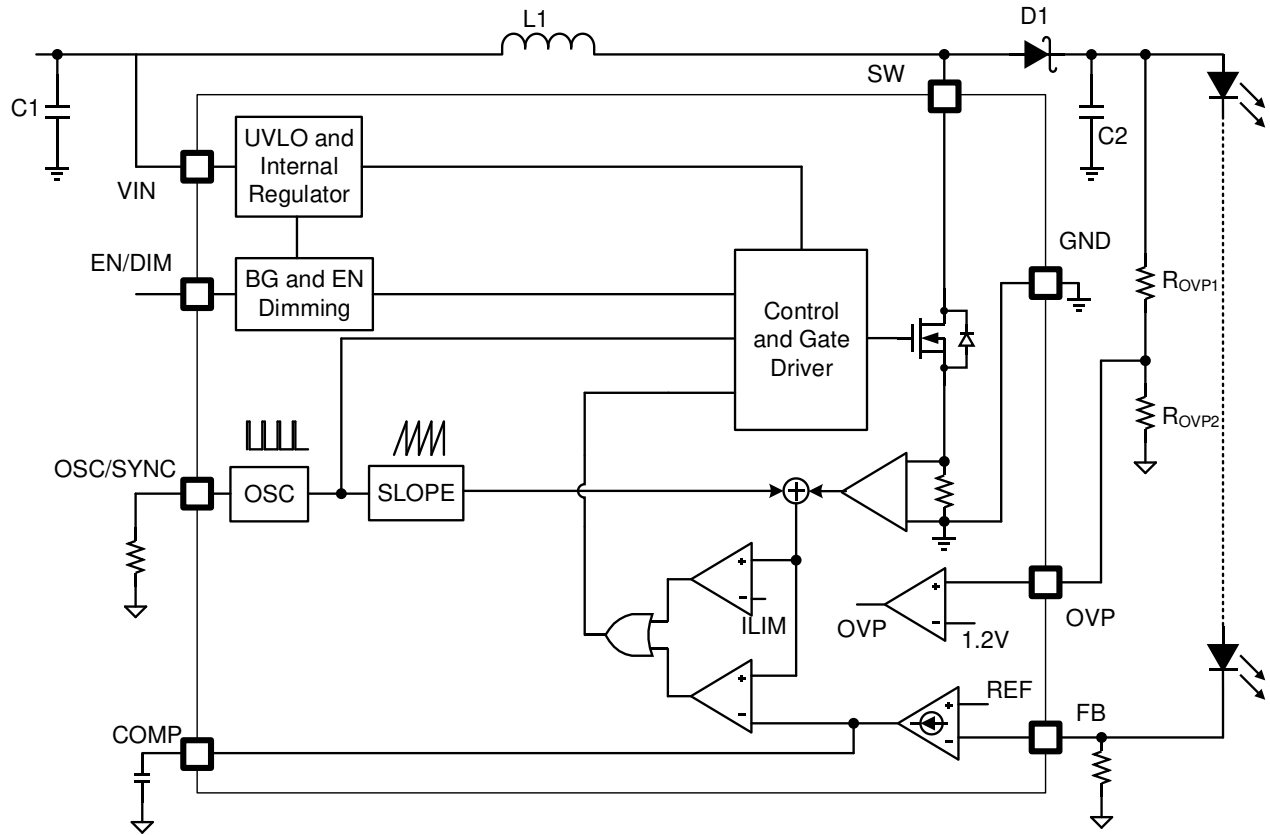 L1
D1
SW
C1
C2
UVLO and
Internal
Regulator
VIN
GND
EN/DIM
BG and EN
Dimming
Control
and Gate
Driver
ROVP1
ROVP2
OSC/SYNC
OSC
SLOPE
+
-
ILIM
+
-
OVP
1.2V
OVP
+
-
+
-
REF
FB
COMP